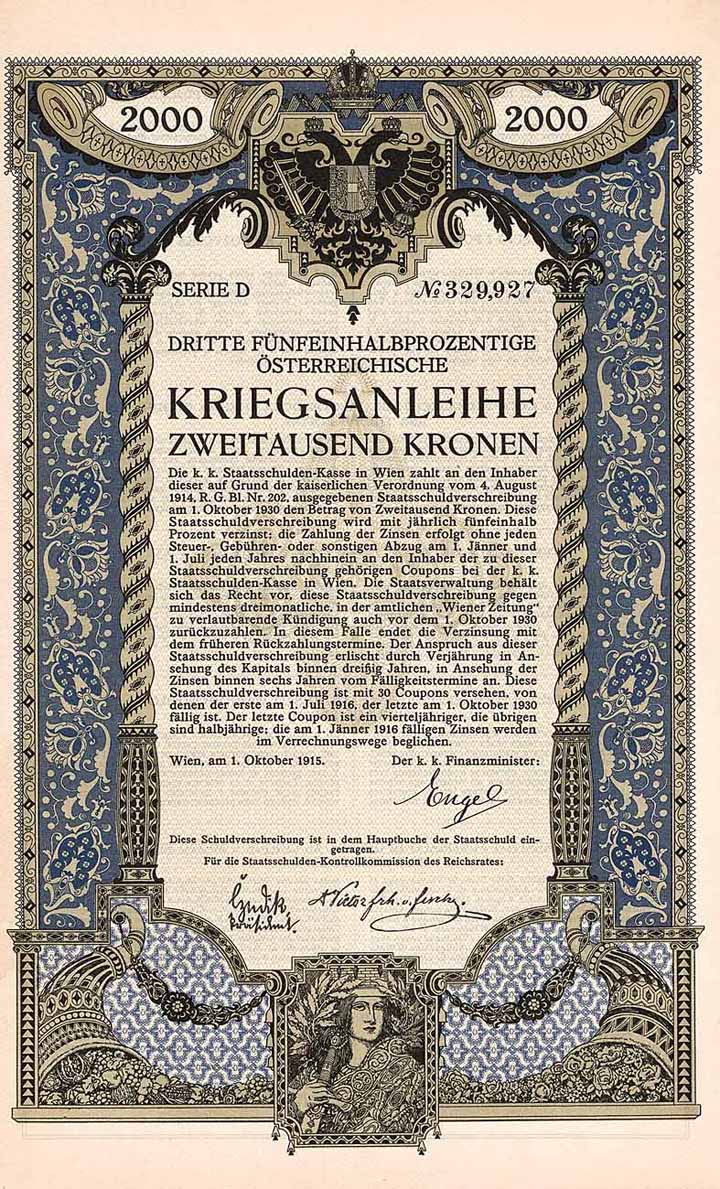 2000 2000
SERIE D № 329,927
DRITTE FÜNFEINHALBPROZENTIGE
ÖSTERREICHISCHE
KRIEGSANLEIHE
ZWEITAUSEND KRONEN
Die k. k. Staatsschulden-Kasse in Wien zahlt an den Inhaber
dieser auf Grund der kaiserlichen Verordnung vom 4. August
1914, R. G. Bl. Nr. 202, ausgegebenen Staatsschuldverschreibung
am 1. Oktober 1930 den Betrag von Zweitausend Kronen. Diese
Staatsschuldverschreibung wird mit jährlich fünfeinhalb
Prozent verzinst; die Zahlung der Zinsen erfolgt ohne jeden
Steuer-, Gebühren- oder sonstigen Abzug am 1. Jänner und
1. Juli jeden Jahres nachhinein an den Inhaber der zu dieser
Staatsschuldverschreibung gehörigen Coupons bei der k. k.
Staatsschulden-Kasse in Wien. Die Staatsverwaltung behält
sich das Recht vor, diese Staatsschuldverschreibung gegen
mindestens dreimonatliche, in der amtlichen „Wiener Zeitung“
zu verlautbarende Kündigung auch vor dem 1. Oktober 1930
zurückzuzahlen. In diesem Falle endet die Verzinsung mit
dem früheren Rückzahlungstermine. Der Anspruch aus dieser
Staatsschuldverschreibung erlischt durch Verjährung in An-
sehung des Kapitals binnen dreißig Jahren, in Ansehung der
Zinsen binnen sechs Jahren vom Fälligkeitstermine an. Diese
Staatsschuldverschreibung ist mit 30 Coupons versehen, von
denen der erste am 1. Juli 1916, der letzte am 1. Oktober 1930
fällig ist. Der letzte Coupon ist ein vierteljähriger, die übrigen
sind halbjährige; die am 1. Jänner 1916 fälligen Zinsen werden
im Verrechnungswege beglichen.
Wien, am 1. Oktober 1915. Der k. k. Finanzminister:
Engel
Diese Schuldverschreibung ist in dem Hauptbuche der Staatsschuld ein-
getragen.
Für die Staatsschulden-Kontrollkommission des Reichsrates:
Präsident.